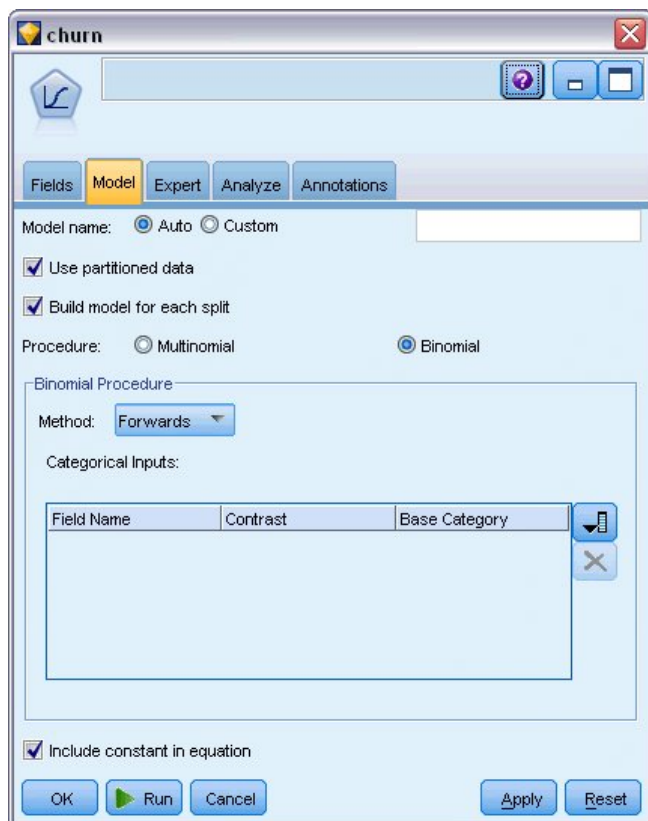 churn
Fields Model Expert Analyze Annotations
Model name: Auto Custom
Use partitioned data
Build model for each split
Procedure: Multinomial Binomial
Binomial Procedure
Method: Forwards
Categorical Inputs:
Field Name Contrast Base Category
Include constant in equation
OK Run Cancel Apply Reset